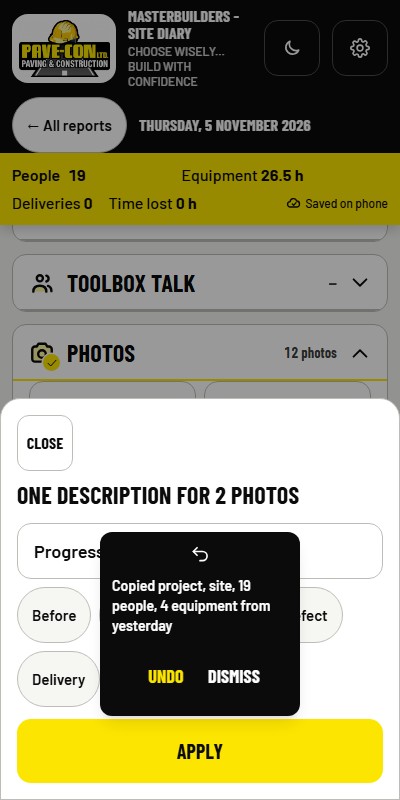 PAVE-CON LTD.
PAVING & CONSTRUCTION
MASTERBUILDERS -
SITE DIARY
CHOOSE WISELY...
BUILD WITH
CONFIDENCE
← All reports
THURSDAY, 5 NOVEMBER 2026
People 19
Equipment 26.5 h
Deliveries 0
Time lost 0 h
Saved on phone
TOOLBOX TALK
–
PHOTOS
12 photos
CLOSE
ONE DESCRIPTION FOR 2 PHOTOS
Progress
Before
fect
Delivery
Copied project, site, 19
people, 4 equipment from
yesterday
UNDO
DISMISS
APPLY